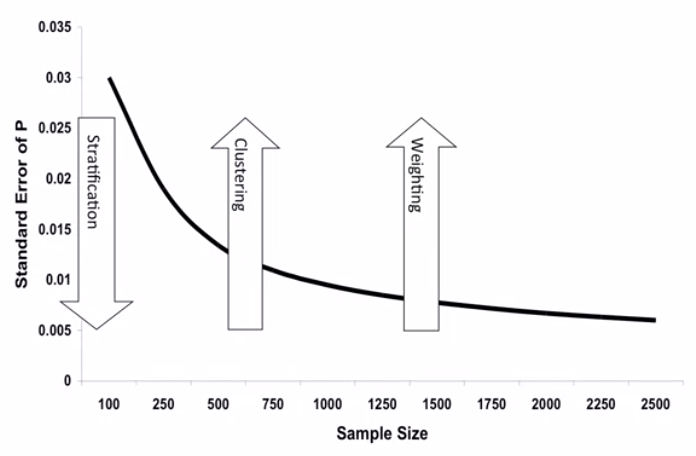 0.035
0.03
0.025
0.02
0.015
0.01
0.005
0
Standard Error of P
Stratification
Clustering
Weighting
100 250 500 750 1000 1250 1500 1750 2000 2250 2500
Sample Size